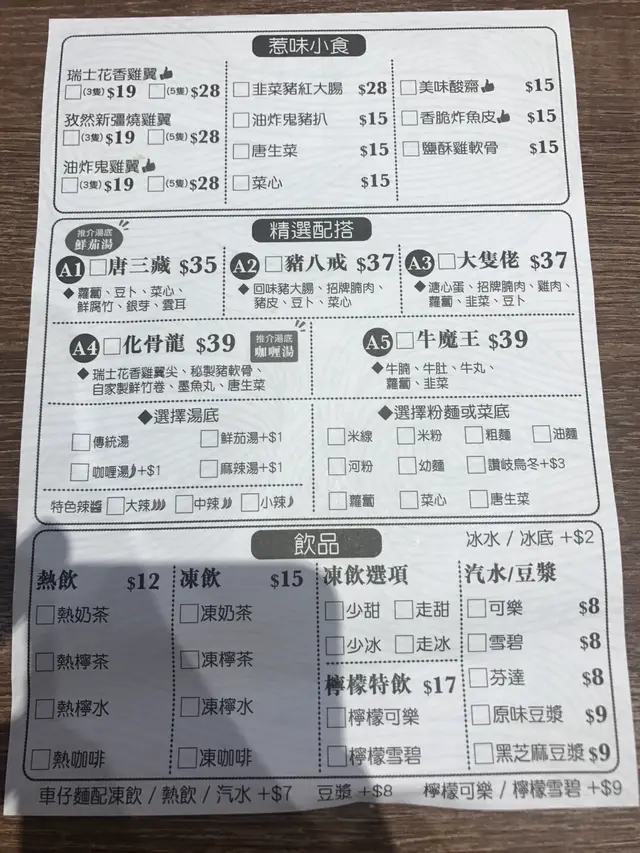 惹味小食
瑞士花香雞翼
(3隻)$19 (5隻)$28
孜然新彊燒雞翼
(3隻)$19 (5隻)$28
油炸鬼雞翼
(3隻)$19 (5隻)$28
韭菜豬紅大腸 $28
油炸鬼豬扒 $15
唐生菜 $15
菜心 $15
美味酸齋 $15
香脆炸魚皮 $15
鹽酥雞軟骨 $15
精選配搭
推介湯底
鮮茄湯
A1 唐三藏 $35
◆蘿蔔、豆卜、菜心、
鮮腐竹、銀芽、雲耳
A2 豬八戒 $37
◆回味豬大腸、招牌腩肉、
豬皮、豆卜、菜心
A3 大隻佬 $37
◆溏心蛋、招牌腩肉、雞肉、
蘿蔔、韭菜、豆卜
A4 化骨龍 $39
推介湯底
咖喱湯
◆瑞士花香雞翼尖、秘製豬軟骨、
自家製鮮竹卷、墨魚丸、唐生菜
A5 牛魔王 $39
◆牛腩、牛肚、牛丸、
蘿蔔、韭菜
◆選擇湯底
傳統湯 鮮茄湯+$1
咖喱湯+$1 麻辣湯+$1
特色辣醬 大辣 中辣 小辣
◆選擇粉麵或菜底
米線 米粉 粗麵 油麵
河粉 幼麵 讚岐烏冬+$3
蘿蔔 菜心 唐生菜
飲品
冰水 / 冰底 +$2
熱飲 $12
熱奶茶
熱檸茶
熱檸水
熱咖啡
凍飲 $15
凍奶茶
凍檸茶
凍檸水
凍咖啡
凍飲選項
少甜 走甜
少冰 走冰
檸檬特飲 $17
檸檬可樂
檸檬雪碧
汽水/豆漿
可樂 $8
雪碧 $8
芬達 $8
原味豆漿 $9
黑芝麻豆漿 $9
車仔麵配凍飲 / 熱飲 / 汽水 +$7 豆漿 +$8 檸檬可樂 / 檸檬雪碧 +$9